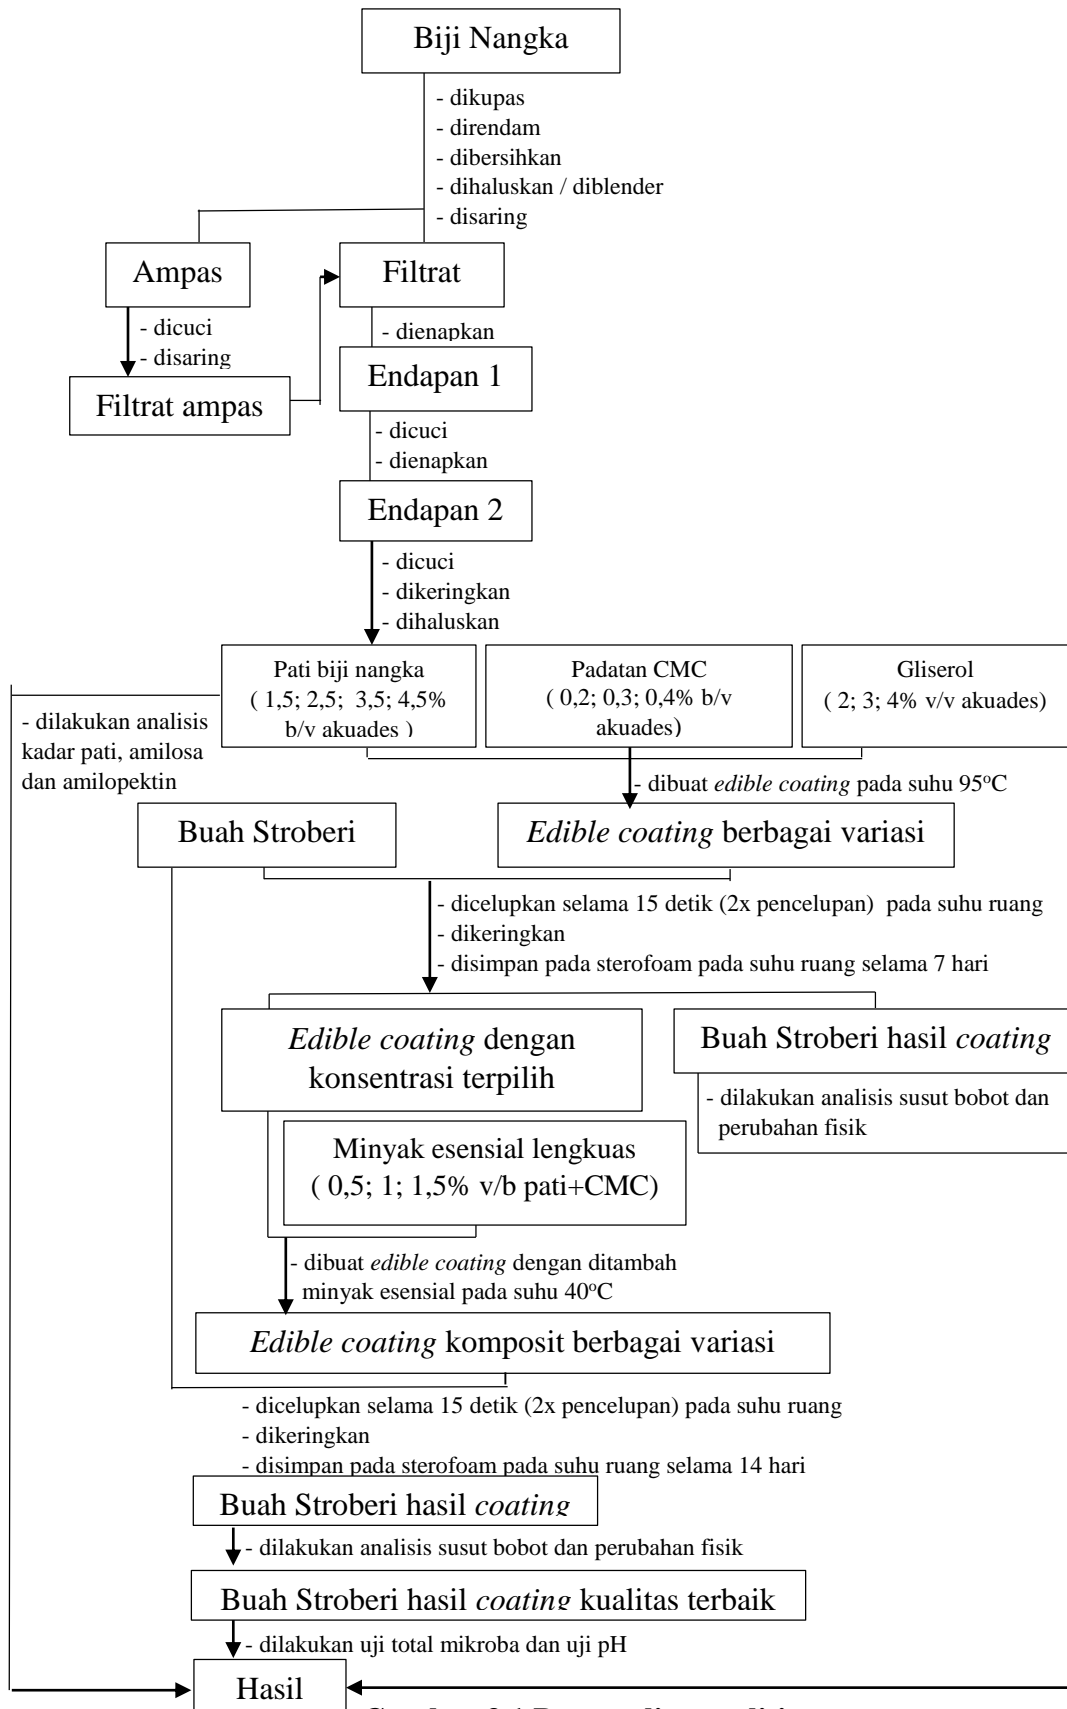 Biji Nangka
- dikupas
- direndam
- dibersihkan
- dihaluskan / diblender
- disaring
Ampas
Filtrat
- dicuci
- disaring
- dienapkan
Filtrat ampas
Endapan 1
- dicuci
- dienapkan
Endapan 2
- dicuci
- dikeringkan
- dihaluskan
Pati biji nangka
( 1,5; 2,5; 3,5; 4,5%
b/v akuades )
Padatan CMC
( 0,2; 0,3; 0,4% b/v
akuades)
Gliserol
( 2; 3; 4% v/v akuades)
- dilakukan analisis
kadar pati, amilosa
dan amilopektin
- dibuat edible coating pada suhu 95°C
Buah Stroberi
Edible coating berbagai variasi
- dicelupkan selama 15 detik (2x pencelupan) pada suhu ruang
- dikeringkan
- disimpan pada sterofoam pada suhu ruang selama 7 hari
Edible coating dengan
konsentrasi terpilih
Buah Stroberi hasil coating
- dilakukan analisis susut bobot dan
perubahan fisik
Minyak esensial lengkuas
( 0,5; 1; 1,5% v/b pati+CMC)
- dibuat edible coating dengan ditambah
minyak esensial pada suhu 40°C
Edible coating komposit berbagai variasi
- dicelupkan selama 15 detik (2x pencelupan) pada suhu ruang
- dikeringkan
- disimpan pada sterofoam pada suhu ruang selama 14 hari
Buah Stroberi hasil coating
- dilakukan analisis susut bobot dan perubahan fisik
Buah Stroberi hasil coating kualitas terbaik
- dilakukan uji total mikroba dan uji pH
Hasil